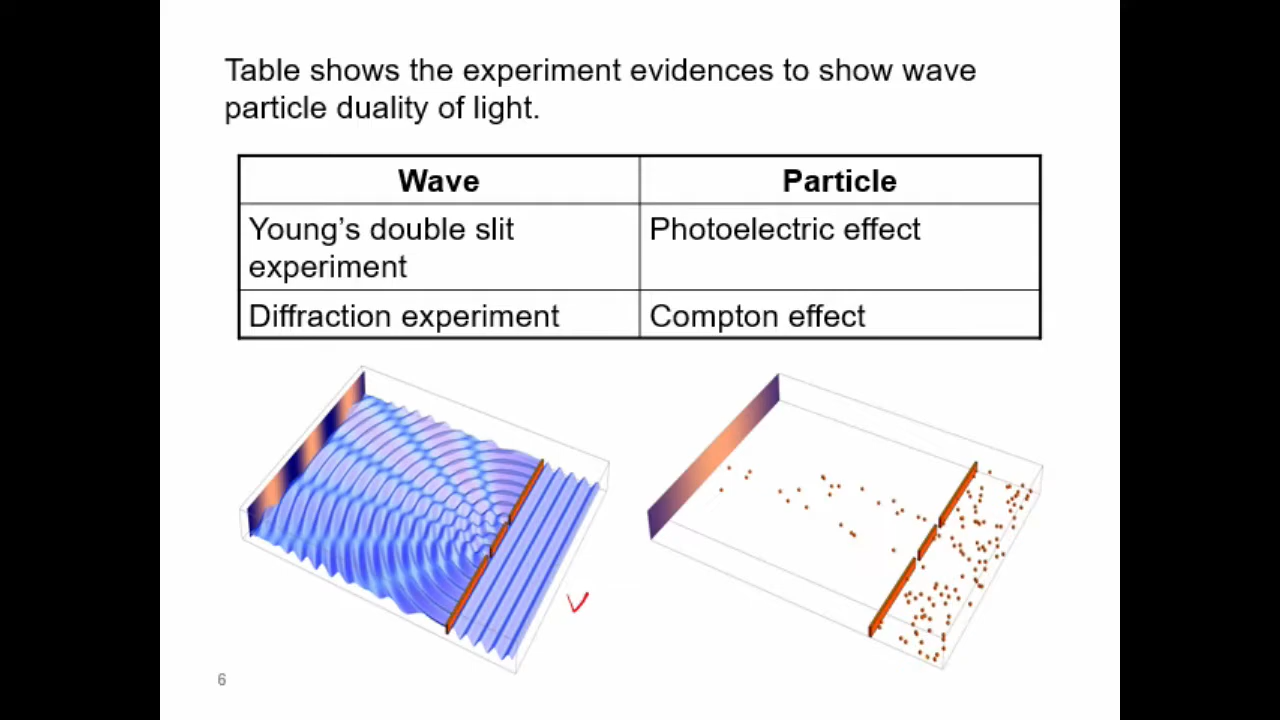 Table shows the experiment evidences to show wave
particle duality of light.
Wave
Particle
Young’s double slit
experiment
Photoelectric effect
Diffraction experiment
Compton effect
6